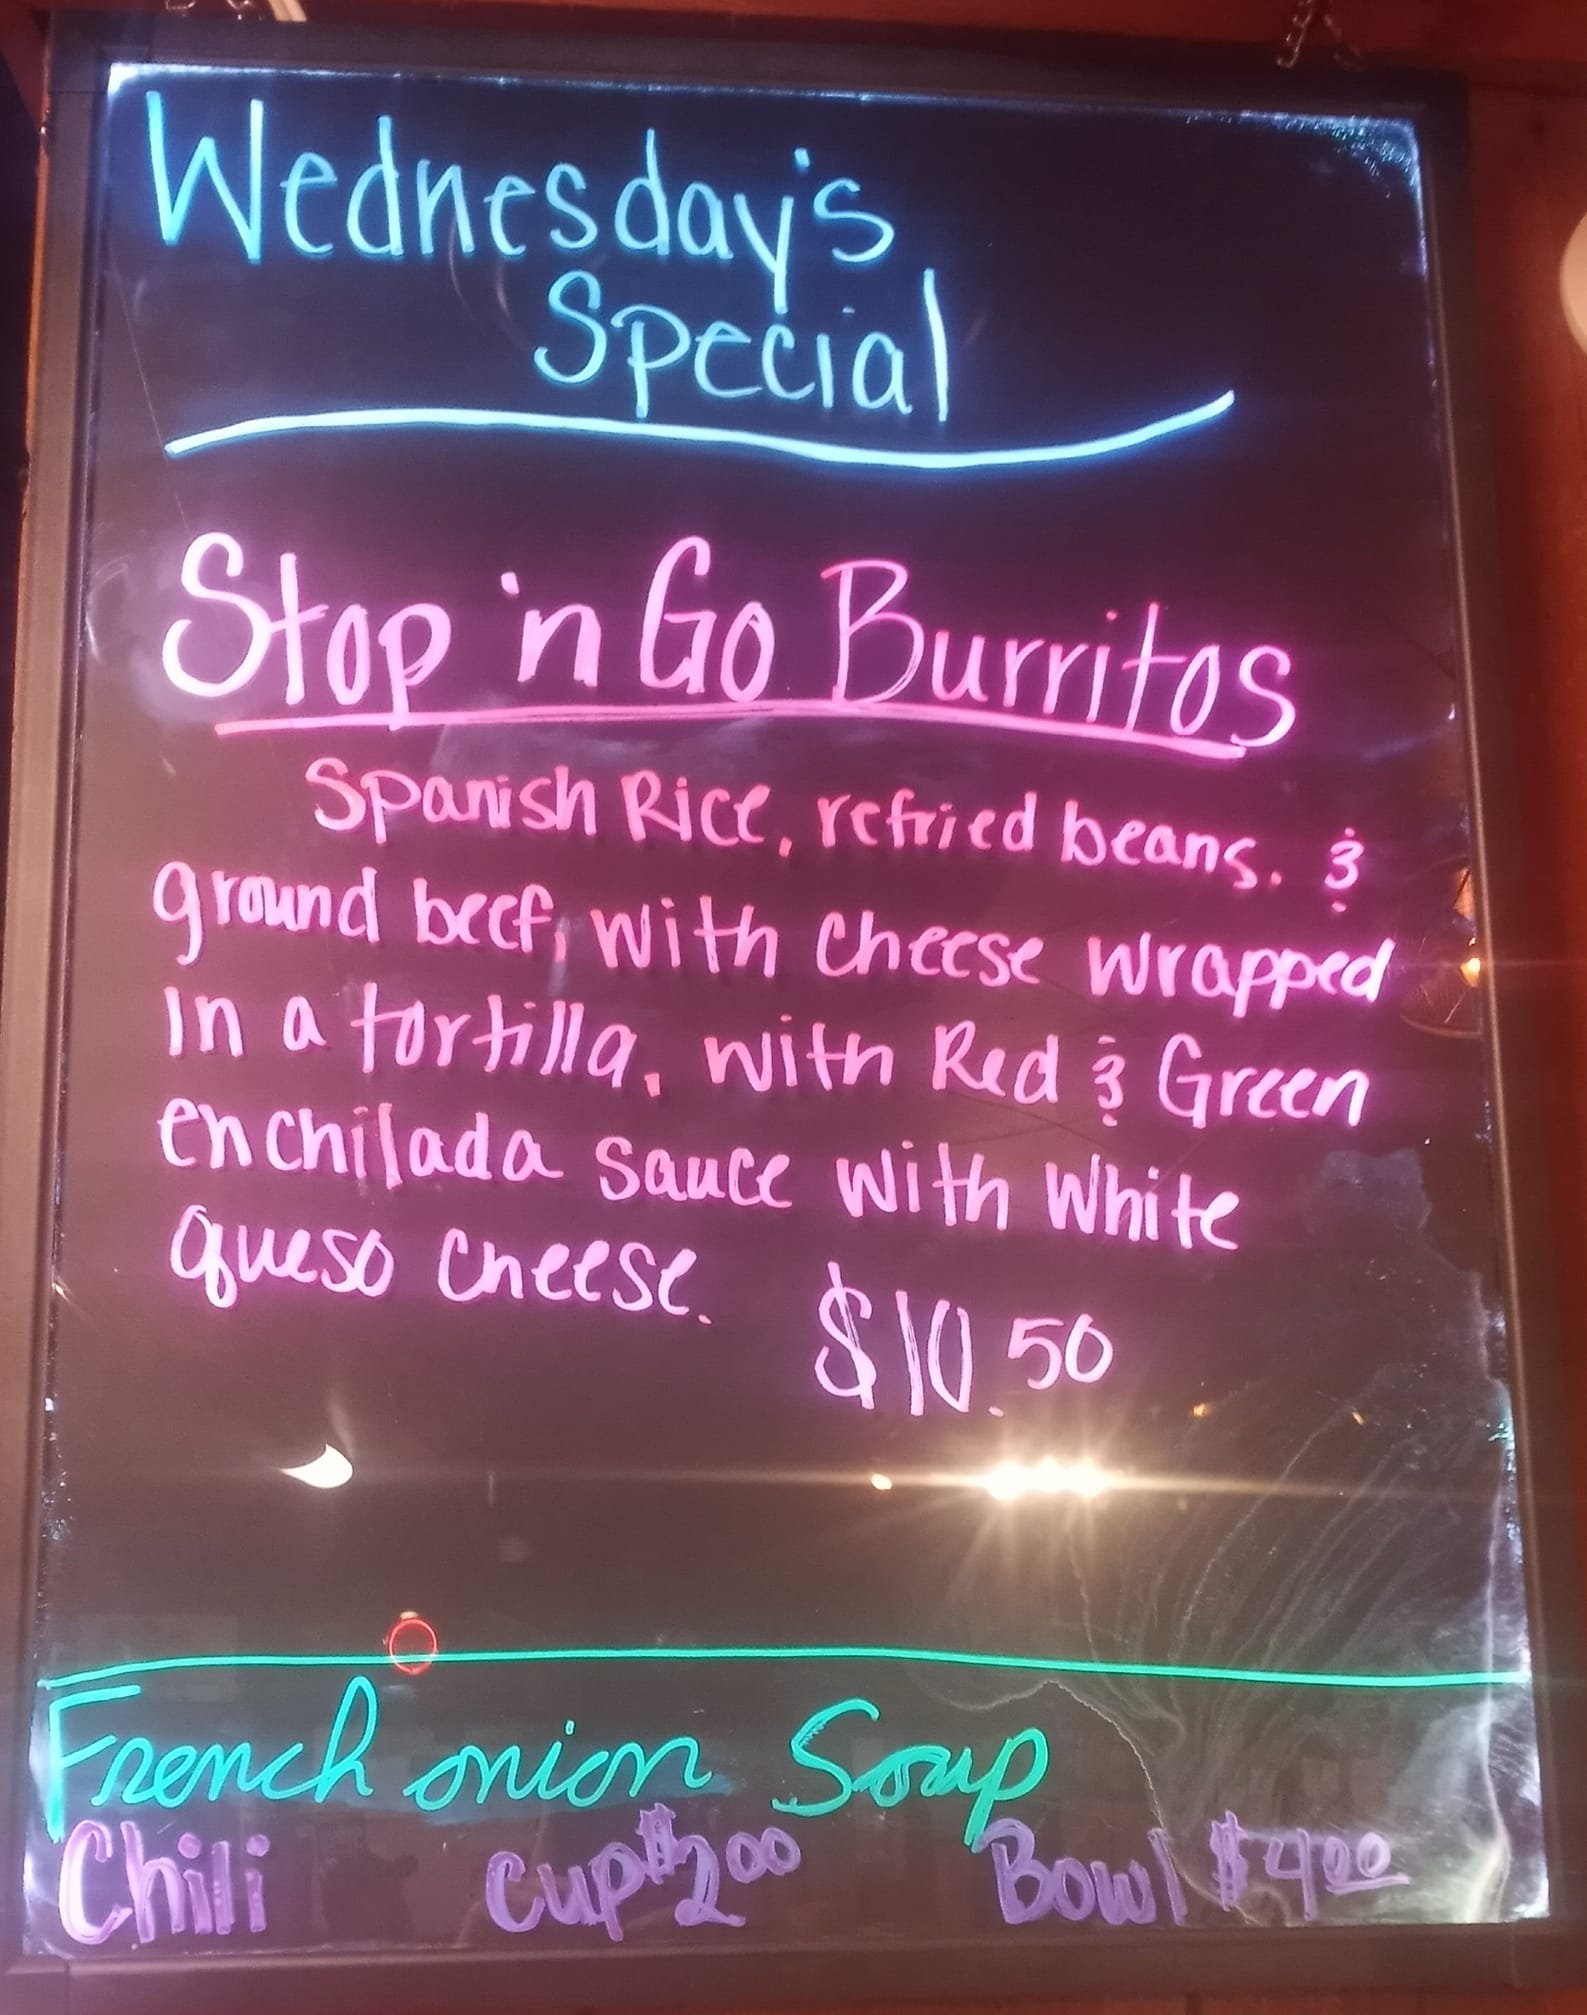 Wednesday's
Special
Stop 'n Go Burritos
Spanish Rice, refried beans. &
ground beef, with cheese wrapped
In a tortilla, with Red & Green
enchilada sauce with White
queso cheese. $10.50
French onion Soup
Chili Cup $2.00 Bowl $4.00